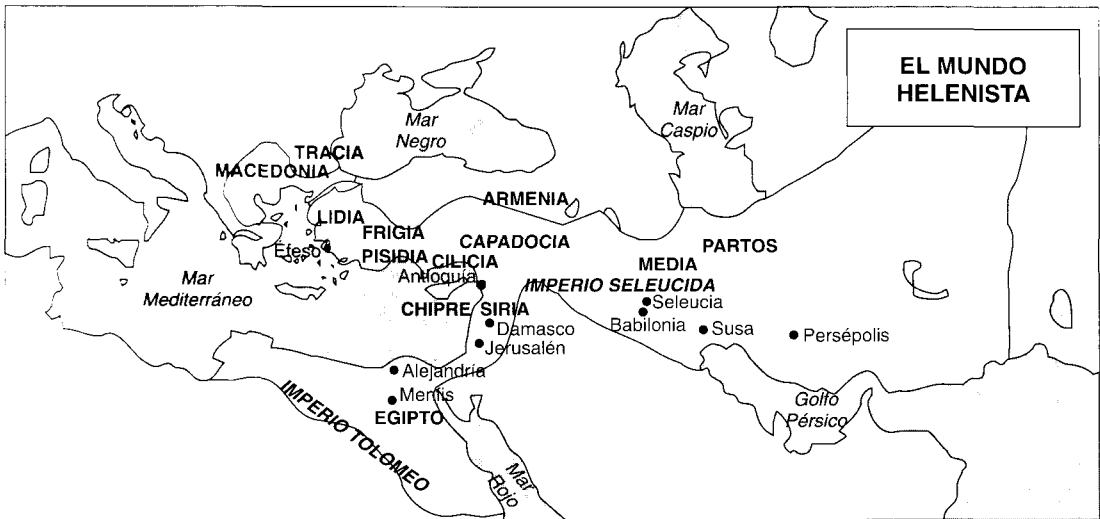 EL MUNDO
HELENISTA
Mar
Negro
Mar
Caspio
TRACIA
MACEDONIA
ARMENIA
LIDIA
FRIGIA
CAPADOCIA
Efeso
PISIDIA
CILICIA
PARTOS
Antioquía
MEDIA
Mar
Mediterráneo
IMPERIO SELEUCIDA
CHIPRE
SIRIA
Seleucia
Babilonia
Damasco
Susa
Persépolis
Jerusalén
Alejandría
Menfis
EGIPTO
IMPERIO TOLOMEO
Golfo
Pérsico
Mar
Rojo